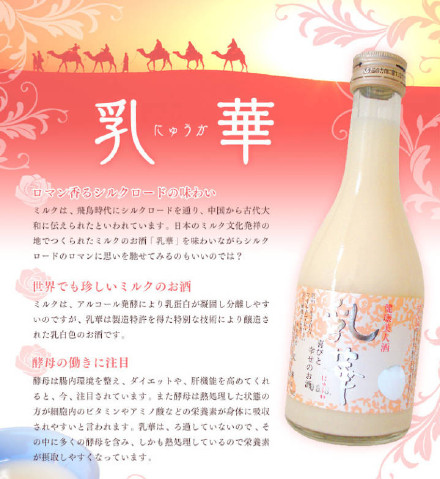 乳華
にゅうか
ロマン香るシルクロードの味わい
ミルクは、飛鳥時代にシルクロードを通り、中国から古代大
和に伝えられたといわれています。日本のミルク文化発祥の
地でつくられたミルクのお酒「乳華」を味わいながらシルク
ロードのロマンに思いを馳せてみるのもいいのでは？
世界でも珍しいミルクのお酒
ミルクは、アルコール発酵により乳蛋白が凝固し分離しやす
いのですが、乳華は製造特許を得た特別な技術により醸造さ
れた乳白色のお酒です。
酵母の働きに注目
酵母は腸内環境を整え、ダイエットや、肝機能を高めてくれ
ると、今、注目されています。また酵母は熱処理した状態の
方が細胞内のビタミンやアミノ酸などの栄養素が身体に吸収
されやすいと言われます。乳華は、ろ過していないので、そ
の中に多くの酵母を含み、しかも熱処理しているので栄養素
が摂取しやすくなっています。
乳華
喜びと
幸せのお酒